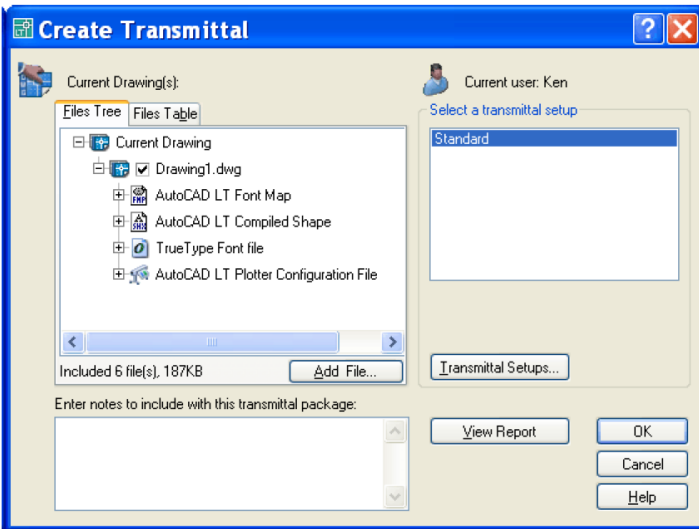 Create Transmittal
Current Drawing(s):
Files Tree
Files Table
Current Drawing
Drawing1.dwg
AutoCAD LT Font Map
AutoCAD LT Compiled Shape
TrueType Font file
AutoCAD LT Plotter Configuration File
Included 6 file(s), 187KB
Add File...
Enter notes to include with this transmittal package:
Current user: Ken
Select a transmittal setup
Standard
Transmittal Setups...
View Report
OK
Cancel
Help